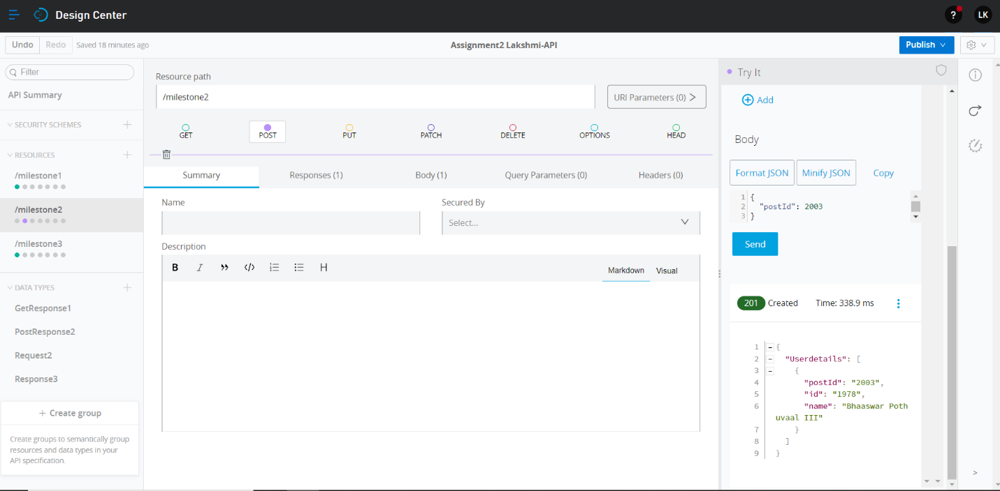 Design Center
?
LK
Undo
Redo
Saved 18 minutes ago
Assignment2 Lakshmi-API
Publish
Filter
API Summary
SECURITY SCHEMES
RESOURCES
/milestone1
/milestone2
/milestone3
DATA TYPES
GetResponse1
PostResponse2
Request2
Response3
+ Create group
Create groups to semantically group
resources and data types in your
API specification.
Resource path
/milestone2
URI Parameters (0) >
GET
POST
PUT
PATCH
DELETE
OPTIONS
HEAD
Summary
Responses (1)
Body (1)
Query Parameters (0)
Headers (0)
Name
Secured By
Select...
Description
B
I
H
Markdown
Visual
Try It
Add
Body
Format JSON
Minify JSON
Copy
1 {
2 "postId": 2003
3 }
Send
201 Created
Time: 338.9 ms
1 {
2 "Userdetails": [
3 {
4 "postId": "2003",
5 "id": "1978",
6 "name": "Bhaaswar Poth
uvaal III"
7 }
8 ]
9 }